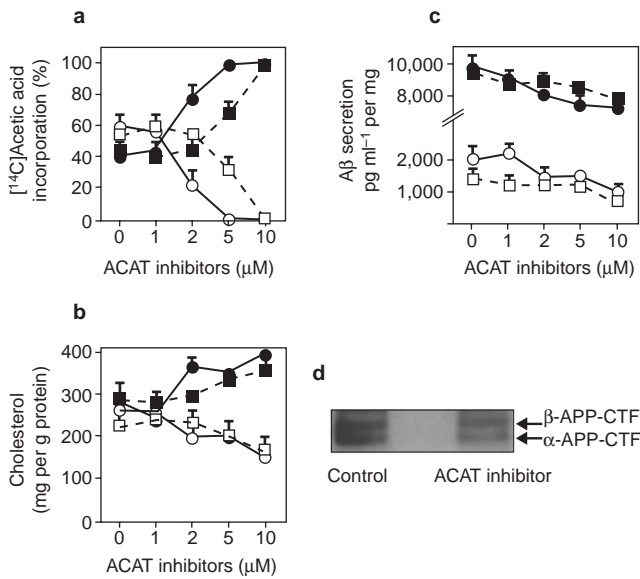 a
[¹⁴C]Acetic acid
incorporation (%)
100
80
60
40
20
0
0 1 2 5 10
ACAT inhibitors (μM)
b
Cholesterol
(mg per g protein)
400
300
200
100
0
0 1 2 5 10
ACAT inhibitors (μM)
c
Aβ secretion
pg ml⁻¹ per mg
10,000
8,000
2,000
1,000
0 1 2 5 10
ACAT inhibitors (μM)
d
β-APP-CTF
α-APP-CTF
Control ACAT inhibitor